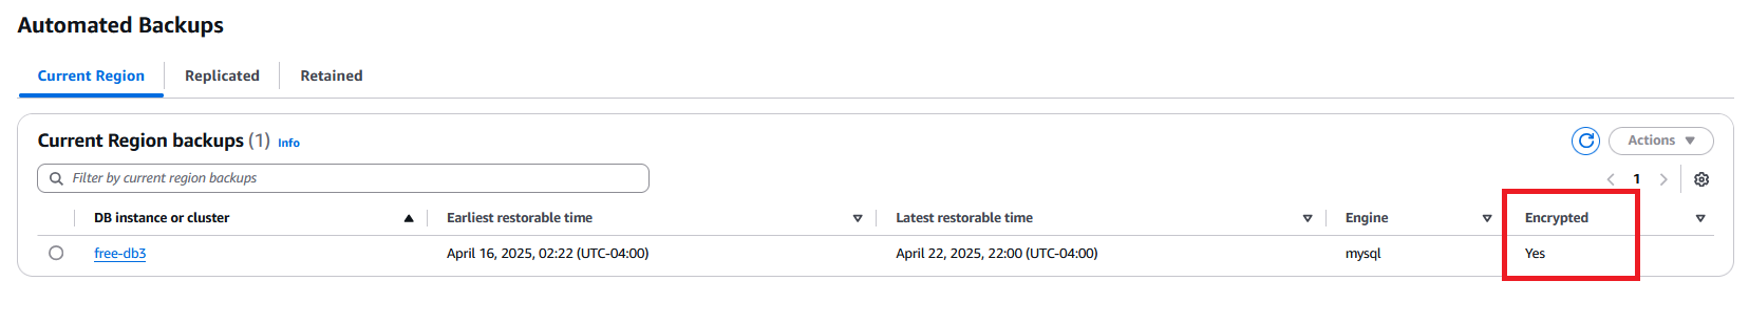 Automated Backups
Current Region Replicated Retained
Current Region backups (1) Info
Actions
Filter by current region backups
1
DB instance or cluster Earliest restorable time Latest restorable time Engine Encrypted
free-db3 April 16, 2025, 02:22 (UTC-04:00) April 22, 2025, 22:00 (UTC-04:00) mysql Yes